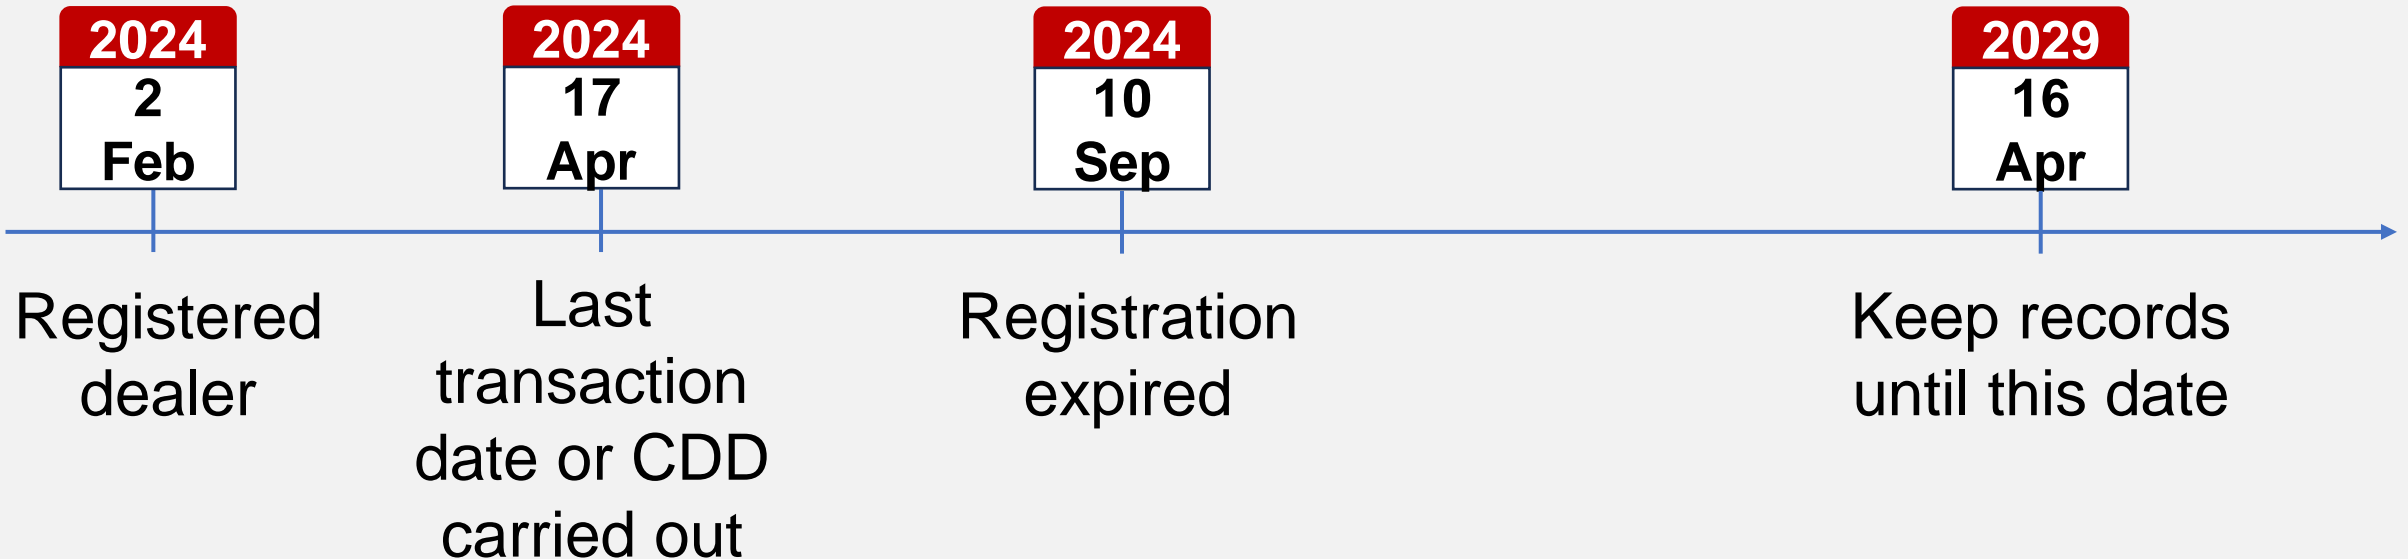 2024
2
Feb
Registered
dealer
2024
17
Apr
Last
transaction
date or CDD
carried out
2024
10
Sep
Registration
expired
2029
16
Apr
Keep records
until this date